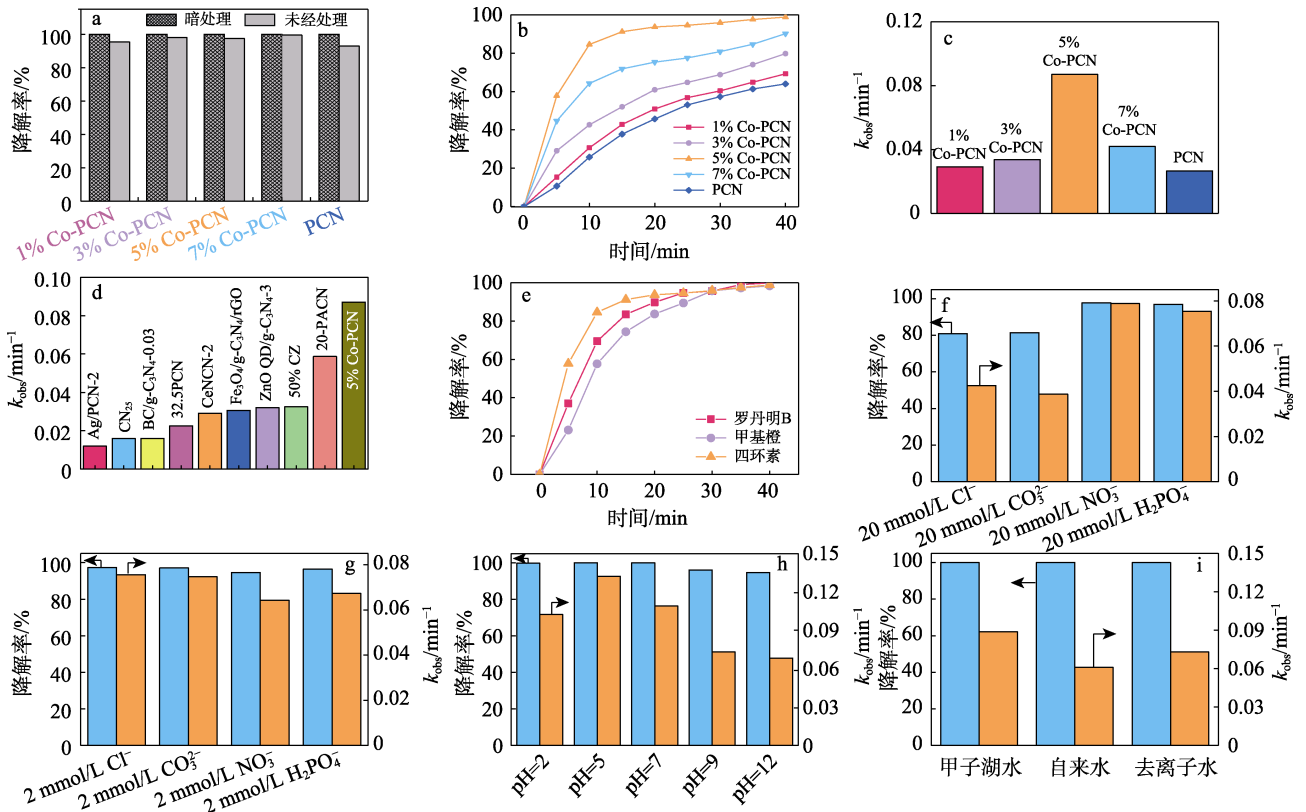 a
暗处理
未经处理
100
80
60
40
20
0
降解率/%
80
60
40
20
100
0
1% Co-PCN
3% Co-PCN
5% Co-PCN
7% Co-PCN
PCN
b
100
80
60
40
20
0
降解率/%
1% Co-PCN
3% Co-PCN
5% Co-PCN
7% Co-PCN
PCN
0
10
20
30
40
时间/min
c
0.12
0.08
0.04
0
k_obs/min⁻¹
1%
Co-PCN
3%
Co-PCN
5%
Co-PCN
7%
Co-PCN
PCN
d
0.10
0.08
0.06
0.04
0.02
0
k_obs/min⁻¹
Ag/PCN-2
CN₂₅
BC/g-C₃N₄-0.03
32.5PCN
CeNCN-2
Fe₃O₄/g-C₃N₄/rGO
ZnO QD/g-C₃N₄-3
50% CZ
20-PACN
5% Co-PCN
e
100
80
60
40
20
0
降解率/%
罗丹明B
甲基橙
四环素
0
10
20
30
40
时间/min
f
100
80
60
40
80
100
降解率/%
0.08
0.06
0.04
0.02
0
k_obs/min⁻¹
20 mmol/L Cl⁻
20 mmol/L CO₃²⁻
20 mmol/L NO₃⁻
20 mmol/L H₂PO₄⁻
g
100
80
60
40
20
0
降解率/%
0.08
0.06
0.04
0.02
0
k_obs/min⁻¹
2 mmol/L Cl⁻
2 mmol/L CO₃²⁻
2 mmol/L NO₃⁻
2 mmol/L H₂PO₄⁻
h
100
80
60
40
20
0
降解率/%
0.15
0.12
0.09
0.06
0.03
0
k_obs/min⁻¹
pH=2
pH=5
pH=7
pH=9
pH=12
i
100
80
60
40
20
0
降解率/%
0.15
0.12
0.09
0.06
0.03
0
k_obs/min⁻¹
甲子湖水
自来水
去离子水